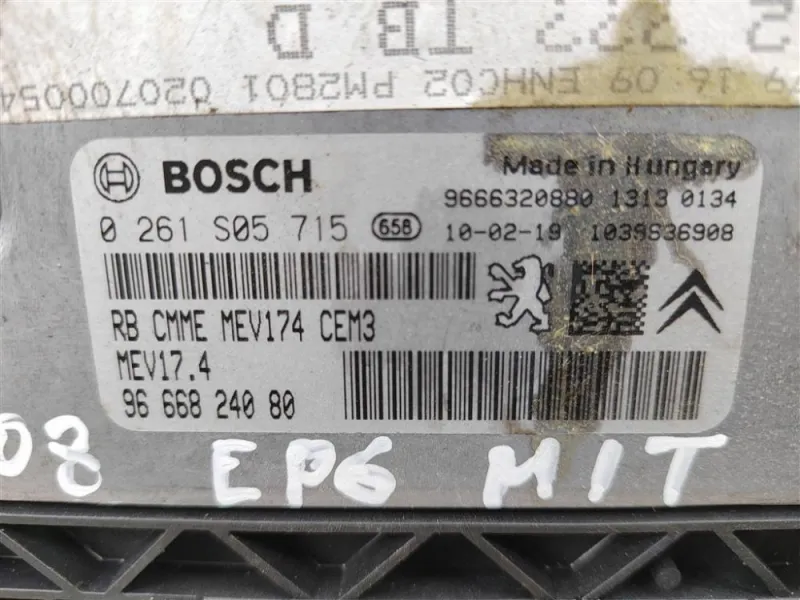 TB D
16 09 ENHC02 PM2801 020700054
BOSCH
Made in Hungary
9666320880 1313 0134
0 261 S05 715 658 10-02-19 1039S36908
RB CMME MEV174 CEM3
MEV17.4
96 668 240 80
08 EP6 MIT